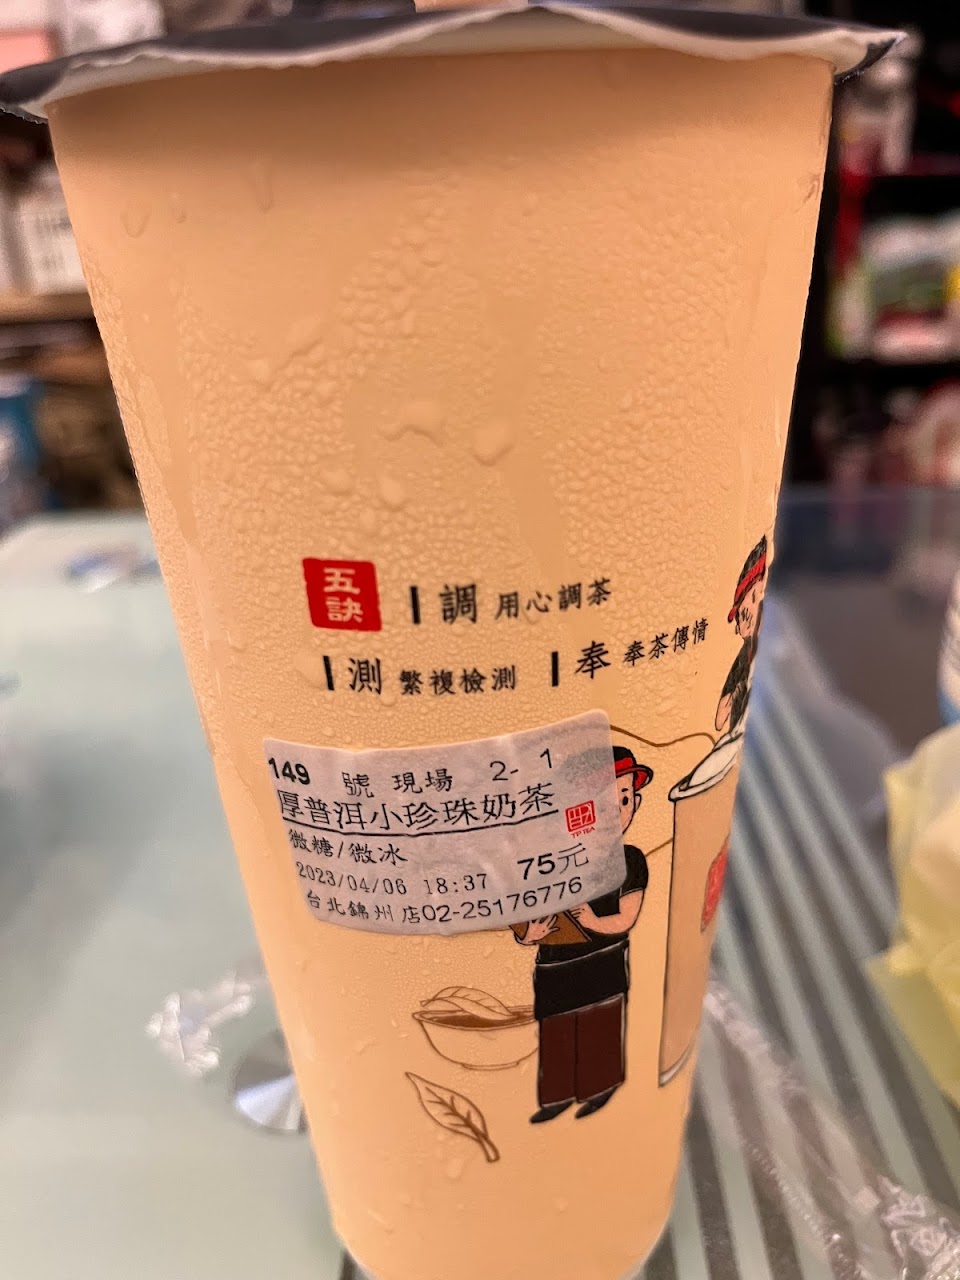 五
訣
| 調 用心調茶
| 測 繁複檢測 | 奉 奉茶傳情
149 號 現場 2- 1
厚普洱小珍珠奶茶
微糖/微冰
TP TEA
2023/04/06 18:37 75元
台北錦州店02-25176776